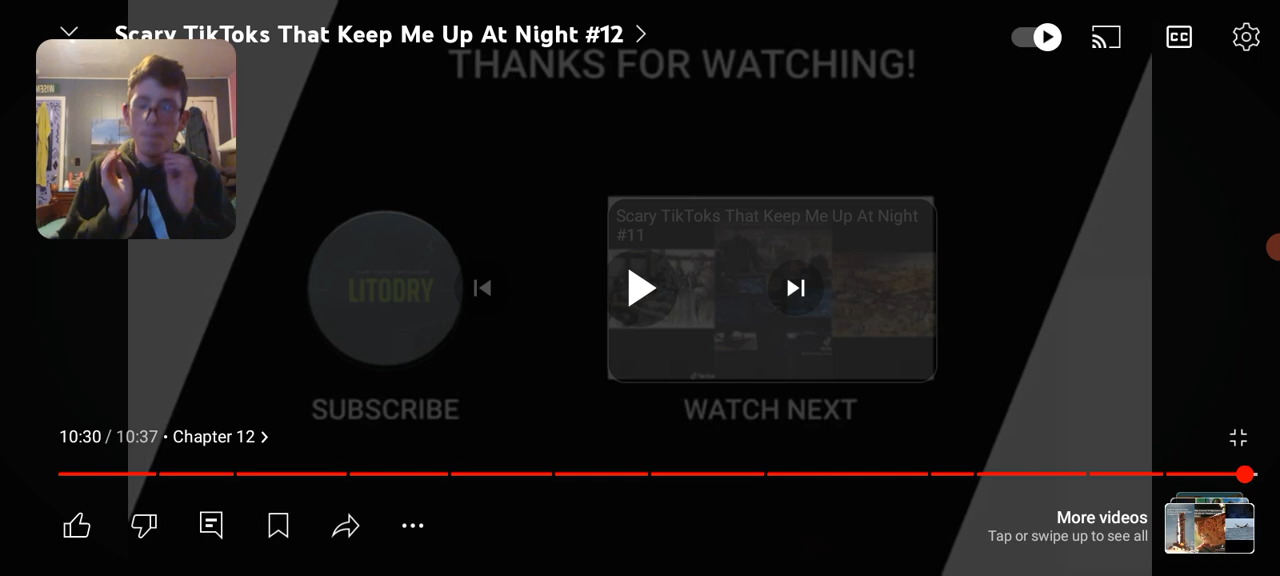 Scary TikToks That Keep Me Up At Night #12
CC
THANKS FOR WATCHING!
Scary TikToks That Keep Me Up At Night
#11
LITODRY
SUBSCRIBE
WATCH NEXT
10:30 / 10:37 • Chapter 12
More videos
Tap or swipe up to see all